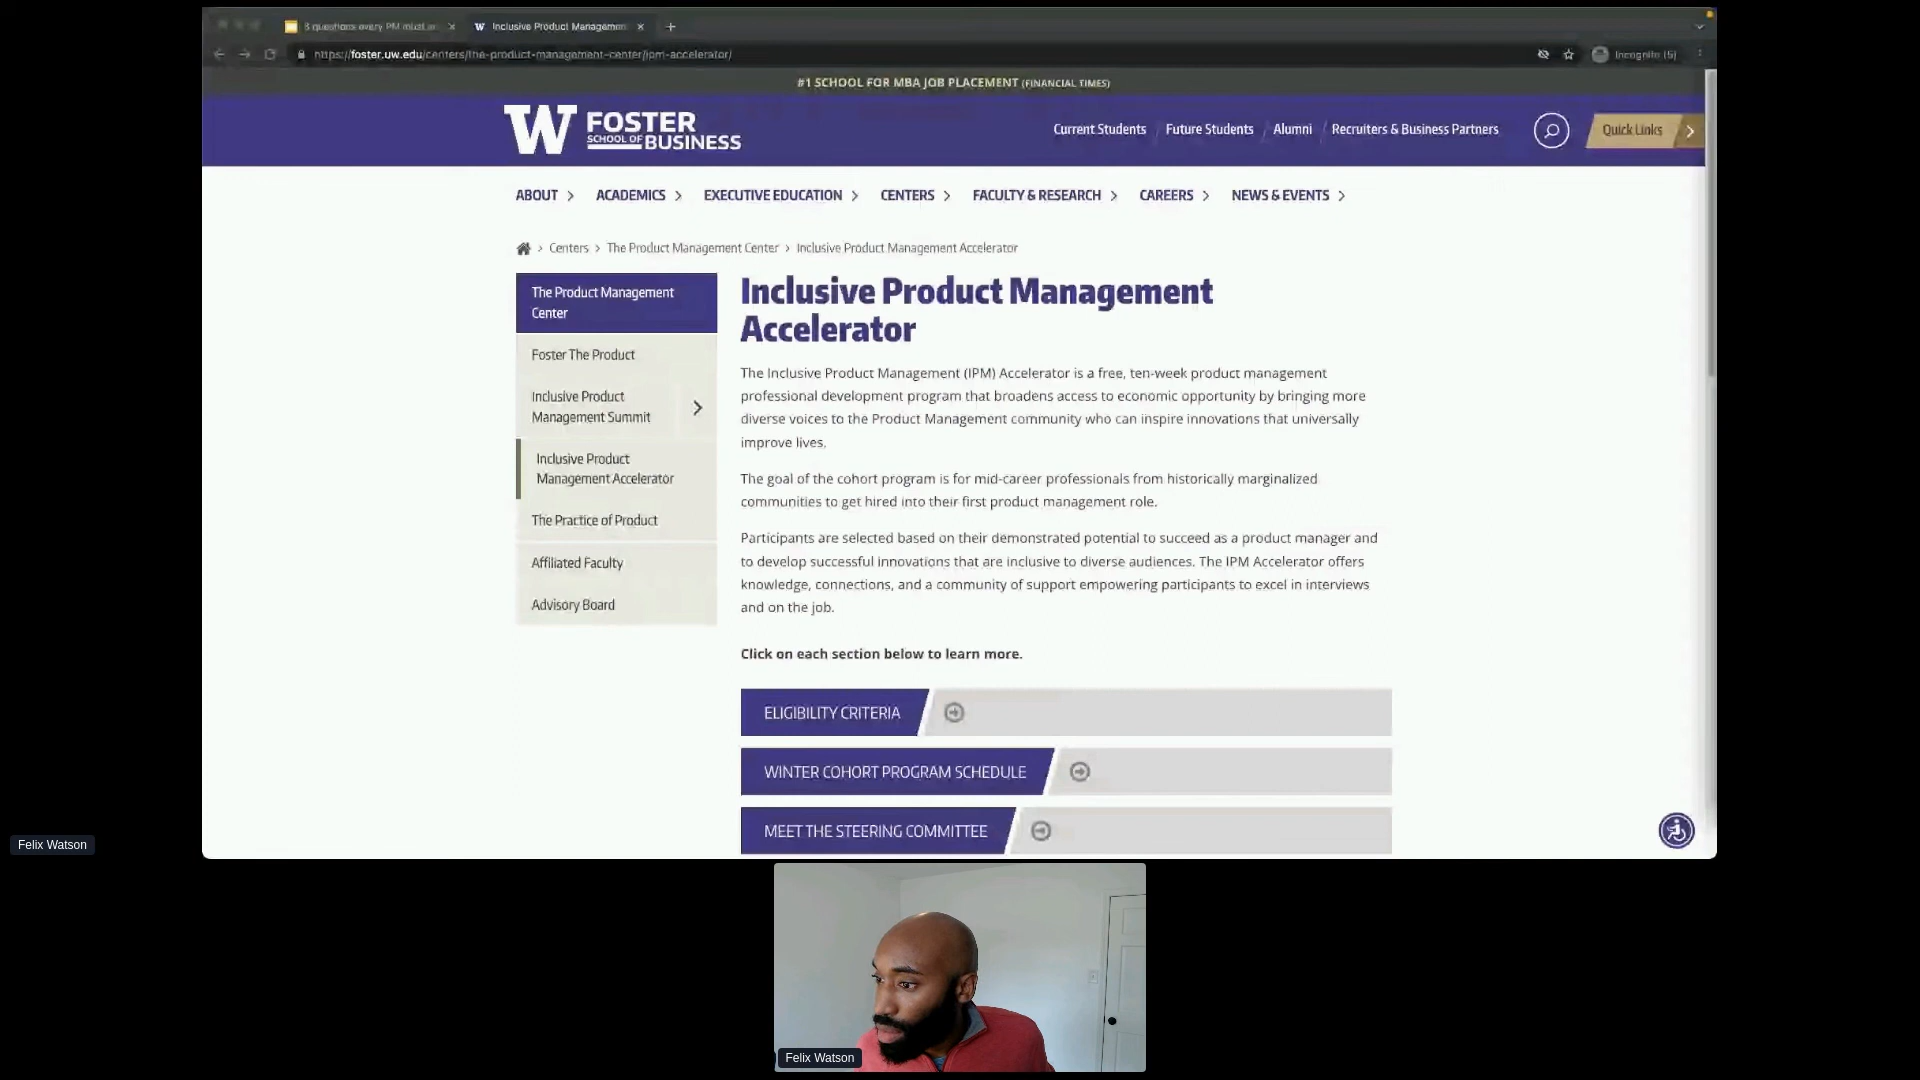 Inclusive Product Managemen
https://foster.uw.edu/centers/the-product-management-center/ipm-accelerator/
Incognito (5)
#1 SCHOOL FOR MBA JOB PLACEMENT (FINANCIAL TIMES)
W FOSTER
SCHOOL OF BUSINESS
Current Students
Future Students
Alumni
Recruiters & Business Partners
Quick Links
ABOUT
ACADEMICS
EXECUTIVE EDUCATION
CENTERS
FACULTY & RESEARCH
CAREERS
NEWS & EVENTS
Centers > The Product Management Center > Inclusive Product Management Accelerator
The Product Management
Center
Foster The Product
Inclusive Product
Management Summit
Inclusive Product
Management Accelerator
The Practice of Product
Affiliated Faculty
Advisory Board
Inclusive Product Management
Accelerator
The Inclusive Product Management (IPM) Accelerator is a free, ten-week product management
professional development program that broadens access to economic opportunity by bringing more
diverse voices to the Product Management community who can inspire innovations that universally
improve lives.
The goal of the cohort program is for mid-career professionals from historically marginalized
communities to get hired into their first product management role.
Participants are selected based on their demonstrated potential to succeed as a product manager and
to develop successful innovations that are inclusive to diverse audiences. The IPM Accelerator offers
knowledge, connections, and a community of support empowering participants to excel in interviews
and on the job.
Click on each section below to learn more.
ELIGIBILITY CRITERIA
WINTER COHORT PROGRAM SCHEDULE
MEET THE STEERING COMMITTEE
Felix Watson
Felix Watson